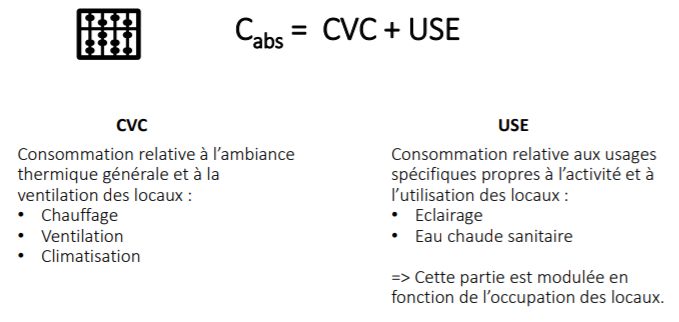 Cabs = CVC + USE
CVC
Consommation relative à l’ambiance
thermique générale et à la
ventilation des locaux :
• Chauffage
• Ventilation
• Climatisation
USE
Consommation relative aux usages
spécifiques propres à l’activité et à
l’utilisation des locaux :
• Eclairage
• Eau chaude sanitaire
=> Cette partie est modulée en
fonction de l’occupation des locaux.